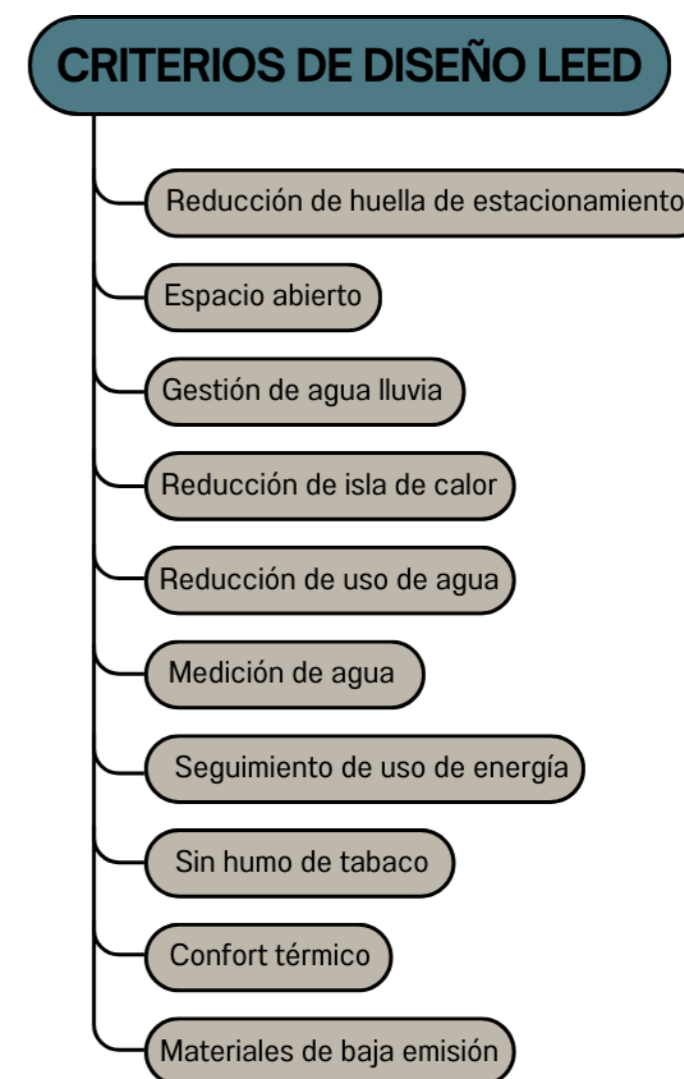 CRITERIOS DE DISEÑO LEED
Reducción de huella de estacionamiento
Espacio abierto
Gestión de agua lluvia
Reducción de isla de calor
Reducción de uso de agua
Medición de agua
Seguimiento de uso de energía
Sin humo de tabaco
Confort térmico
Materiales de baja emisión